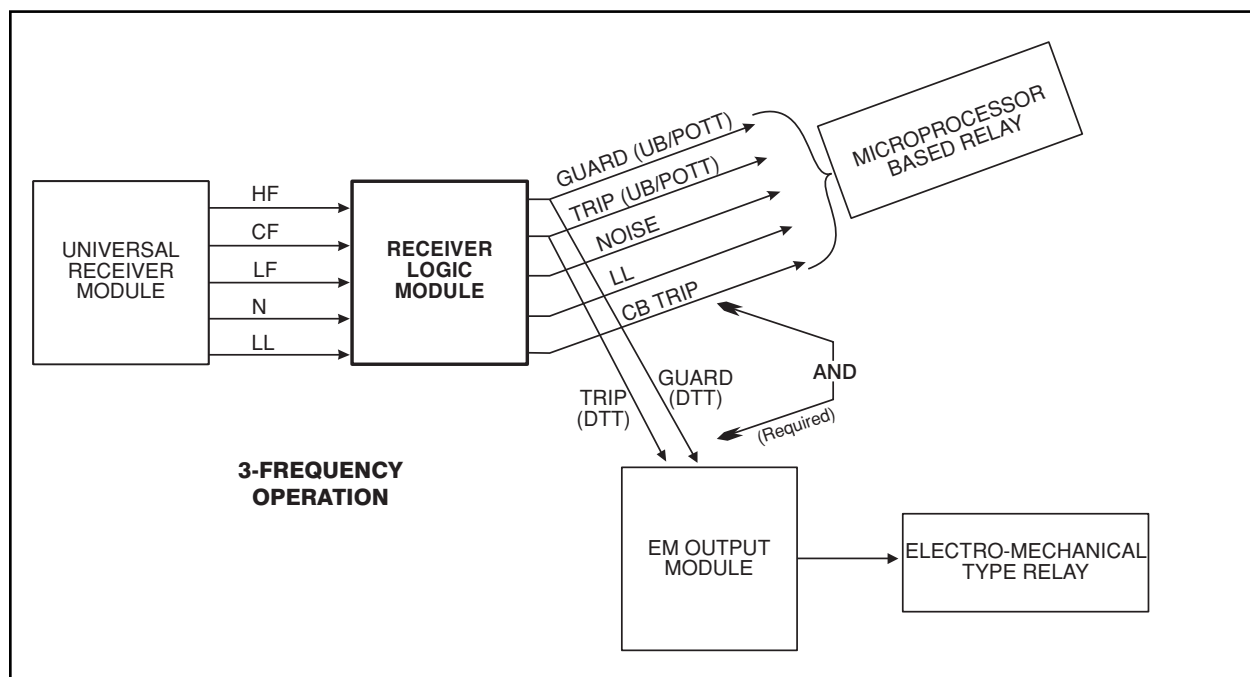 HF
CF
LF
N
LL
UNIVERSAL
RECEIVER
MODULE
RECEIVER
LOGIC
MODULE
GUARD (UB/POTT)
TRIP (UB/POTT)
NOISE
LL
CB TRIP
MICROPROCESSOR
BASED RELAY
TRIP
(DTT)
GUARD
(DTT)
AND
(Required)
3-FREQUENCY
OPERATION
EM OUTPUT
MODULE
ELECTRO-MECHANICAL
TYPE RELAY